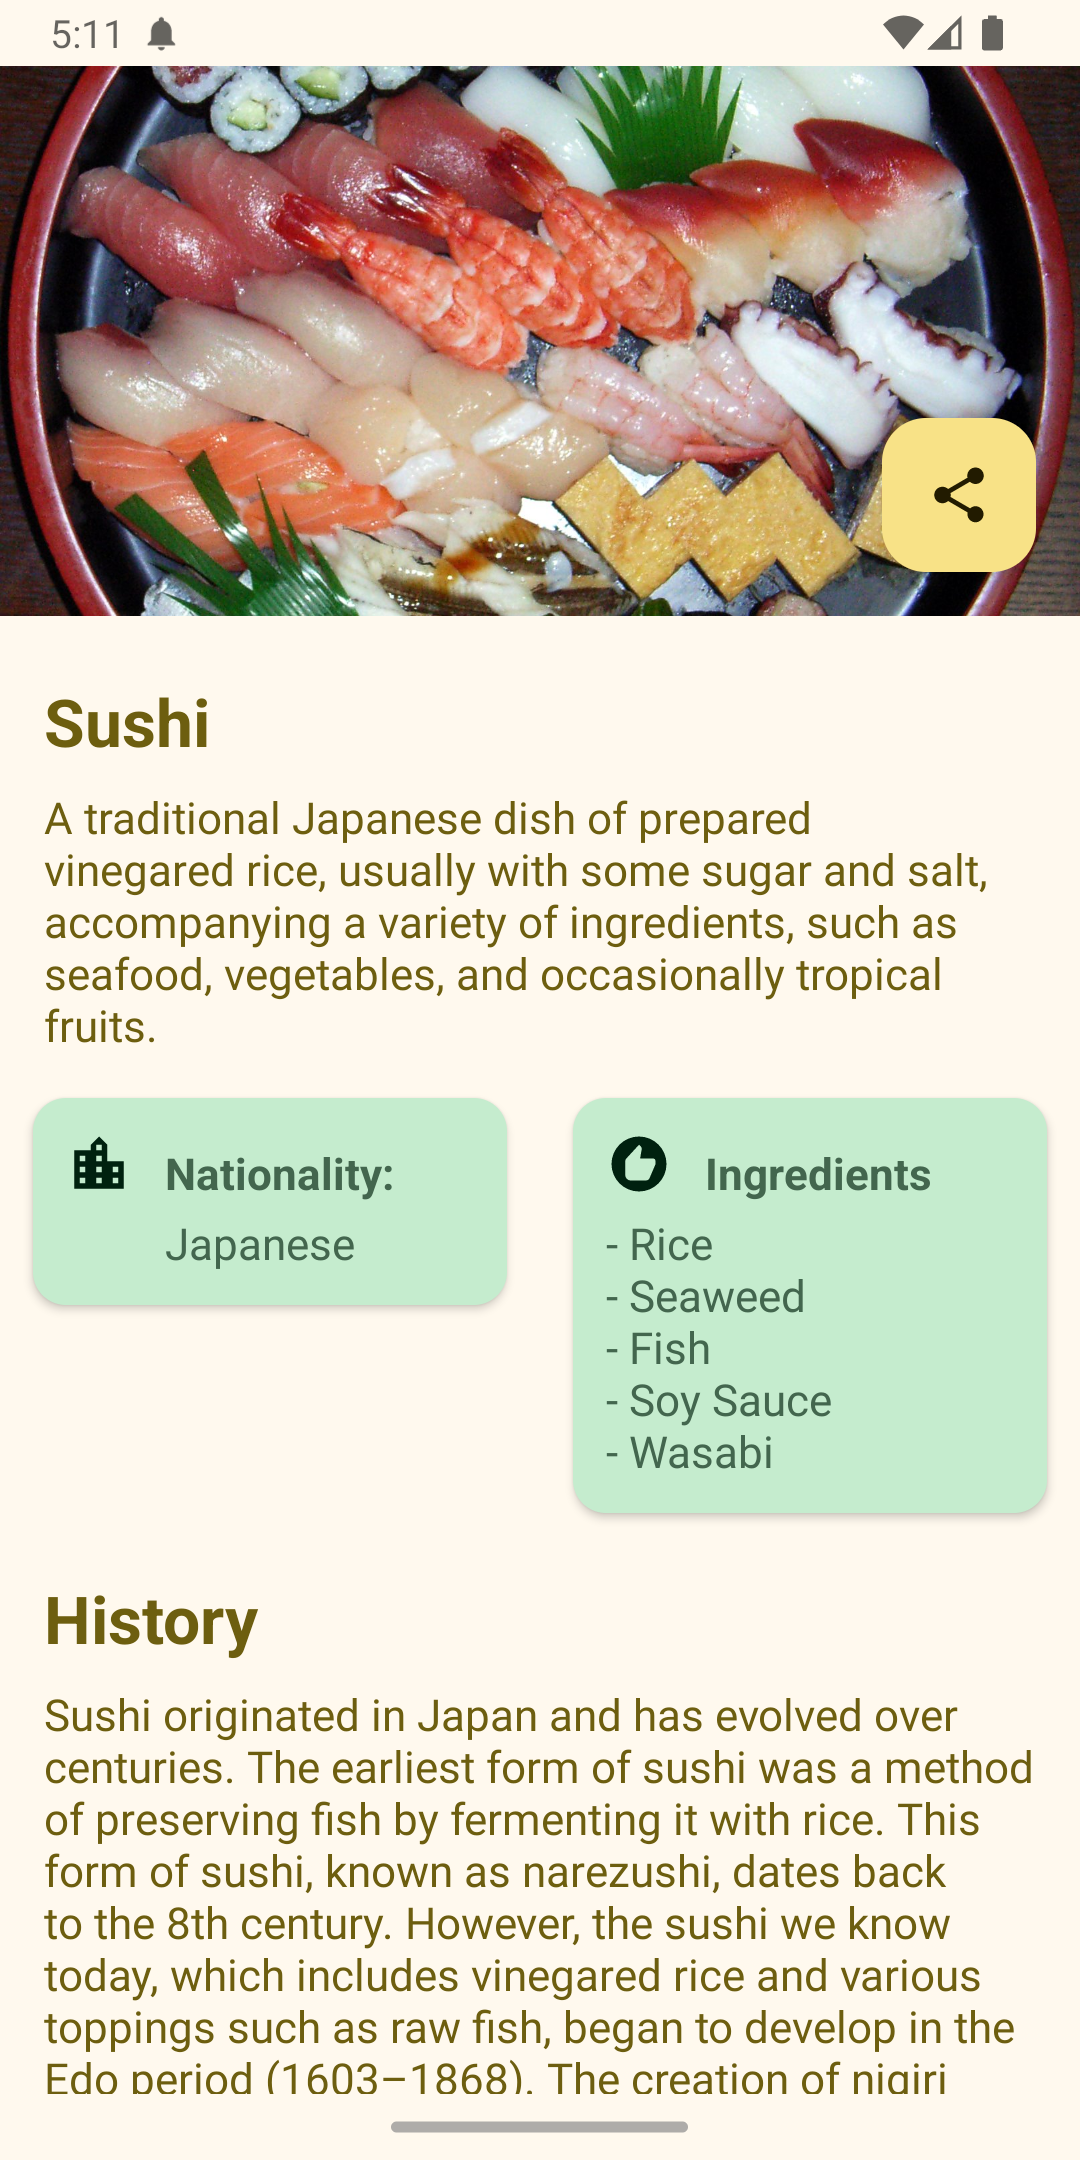 5:11
Sushi
A traditional Japanese dish of prepared
vinegared rice, usually with some sugar and salt,
accompanying a variety of ingredients, such as
seafood, vegetables, and occasionally tropical
fruits.
Nationality:
Japanese
Ingredients
- Rice
- Seaweed
- Fish
- Soy Sauce
- Wasabi
History
Sushi originated in Japan and has evolved over
centuries. The earliest form of sushi was a method
of preserving fish by fermenting it with rice. This
form of sushi, known as narezushi, dates back
to the 8th century. However, the sushi we know
today, which includes vinegared rice and various
toppings such as raw fish, began to develop in the
Edo period (1603–1868). The creation of nigiri